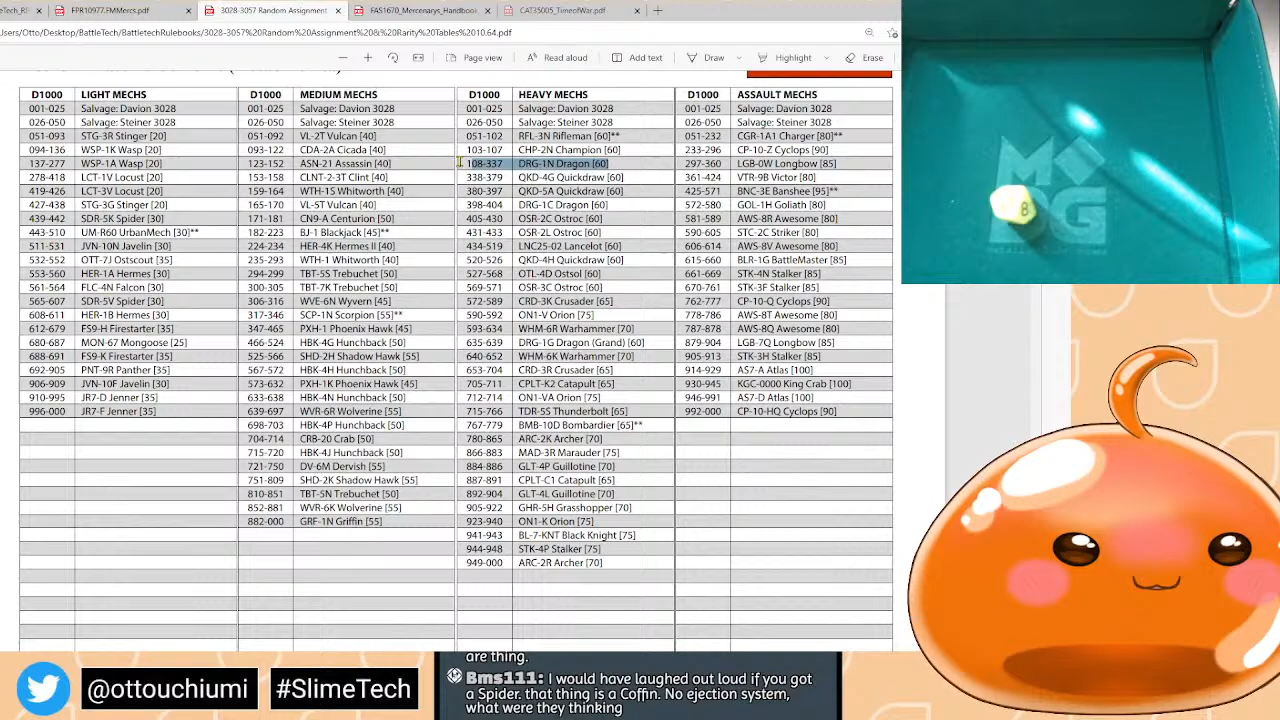 eTech_Rl
FPR10977.FMMercs.pdf
3028-3057 Random Assignment
FAS1670_Mercenarys_Handbook
CAT35005_TimeofWar.pdf
Users/Otto/Desktop/BattleTech/BattletechRulebooks/3028-3057%20Random%20Assignment%20&%20Rarity%20Tables%2010.64.pdf
Page view
Read aloud
Add text
Draw
Highlight
Erase
D1000 LIGHT MECHS D1000 MEDIUM MECHS D1000 HEAVY MECHS D1000 ASSAULT MECHS
001-025 Salvage: Davion 3028 001-025 Salvage: Davion 3028 001-025 Salvage: Davion 3028 001-025 Salvage: Davion 3028
026-050 Salvage: Steiner 3028 026-050 Salvage: Steiner 3028 026-050 Salvage: Steiner 3028 026-050 Salvage: Steiner 3028
051-093 STG-3R Stinger [20] 051-092 VL-2T Vulcan [40] 051-102 RFL-3N Rifleman [60]** 051-232 CGR-1A1 Charger [80]**
094-136 WSP-1K Wasp [20] 093-122 CDA-2A Cicada [40] 103-107 CHP-2N Champion [60] 233-296 CP-10-Z Cyclops [90]
137-277 WSP-1A Wasp [20] 123-152 ASN-21 Assassin [40] 108-337 DRG-1N Dragon [60] 297-360 LGB-0W Longbow [85]
278-418 LCT-1V Locust [20] 153-158 CLNT-2-3T Clint [40] 338-379 QKD-4G Quickdraw [60] 361-424 VTR-9B Victor [80]
419-426 LCT-3V Locust [20] 159-164 WTH-1S Whitworth [40] 380-397 QKD-5A Quickdraw [60] 425-571 BNC-3E Banshee [95]**
427-438 STG-3G Stinger [20] 165-170 VL-5T Vulcan [40] 398-404 DRG-1C Dragon [60] 572-580 GOL-1H Goliath [80]
439-442 SDR-5K Spider [30] 171-181 CN9-A Centurion [50] 405-430 OSR-2C Ostroc [60] 581-589 AWS-8R Awesome [80]
443-510 UM-R60 UrbanMech [30]** 182-223 BJ-1 Blackjack [45]** 431-433 OSR-2L Ostroc [60] 590-605 STC-2C Striker [80]
511-531 JVN-10N Javelin [30] 224-234 HER-4K Hermes II [40] 434-519 LNC25-02 Lancelot [60] 606-614 AWS-8V Awesome [80]
532-552 OTT-7J Ostscout [35] 235-293 WTH-1 Whitworth [40] 520-526 QKD-4H Quickdraw [60] 615-660 BLR-1G BattleMaster [85]
553-560 HER-1A Hermes [30] 294-299 TBT-5S Trebuchet [50] 527-568 OTL-4D Ostsol [60] 661-669 STK-4N Stalker [85]
561-564 FLC-4N Falcon [30] 300-305 TBT-7K Trebuchet [50] 569-571 OSR-3C Ostroc [60] 670-761 STK-3F Stalker [85]
565-607 SDR-5V Spider [30] 306-316 WVE-6N Wyvern [45] 572-589 CRD-3K Crusader [65] 762-777 CP-10-Q Cyclops [90]
608-611 HER-1B Hermes [30] 317-346 SCP-1N Scorpion [55]** 590-592 ON1-V Orion [75] 778-786 AWS-8T Awesome [80]
612-679 FS9-H Firestarter [35] 347-465 PXH-1 Phoenix Hawk [45] 593-634 WHM-6R Warhammer [70] 787-878 AWS-8Q Awesome [80]
680-687 MON-67 Mongoose [25] 466-524 HBK-4G Hunchback [50] 635-639 DRG-1G Dragon (Grand) [60] 879-904 LGB-7Q Longbow [85]
688-691 FS9-K Firestarter [35] 525-566 SHD-2H Shadow Hawk [55] 640-652 WHM-6K Warhammer [70] 905-913 STK-3H Stalker [85]
692-905 PNT-9R Panther [35] 567-572 HBK-4H Hunchback [50] 653-704 CRD-3R Crusader [65] 914-929 AS7-A Atlas [100]
906-909 JVN-10F Javelin [30] 573-632 PXH-1K Phoenix Hawk [45] 705-711 CPLT-K2 Catapult [65] 930-945 KGC-0000 King Crab [100]
910-995 JR7-D Jenner [35] 633-638 HBK-4N Hunchback [50] 712-714 ON1-VA Orion [75] 946-991 AS7-D Atlas [100]
996-000 JR7-F Jenner [35] 639-697 WVR-6R Wolverine [55] 715-766 TDR-5S Thunderbolt [65] 992-000 CP-10-HQ Cyclops [90]
698-703 HBK-4P Hunchback [50] 767-779 BMB-10D Bombardier [65]**
704-714 CRB-20 Crab [50] 780-865 ARC-2K Archer [70]
715-720 HBK-4J Hunchback [50] 866-883 MAD-3R Marauder [75]
721-750 DV-6M Dervish [55] 884-886 GLT-4P Guillotine [70]
751-809 SHD-2K Shadow Hawk [55] 887-891 CPLT-C1 Catapult [65]
810-851 TBT-5N Trebuchet [50] 892-904 GLT-4L Guillotine [70]
852-881 WVR-6K Wolverine [55] 905-922 GHR-5H Grasshopper [70]
882-000 GRF-1N Griffin [55] 923-940 ON1-K Orion [75]
941-943 BL-7-KNT Black Knight [75]
944-948 STK-4P Stalker [75]
949-000 ARC-2R Archer [70]
8
@ottouchiumi
#SlimeTech
are thing.
Bms111: I would have laughed out loud if you got
a Spider. that thing is a Coffin. No ejection system,
what were they thinking